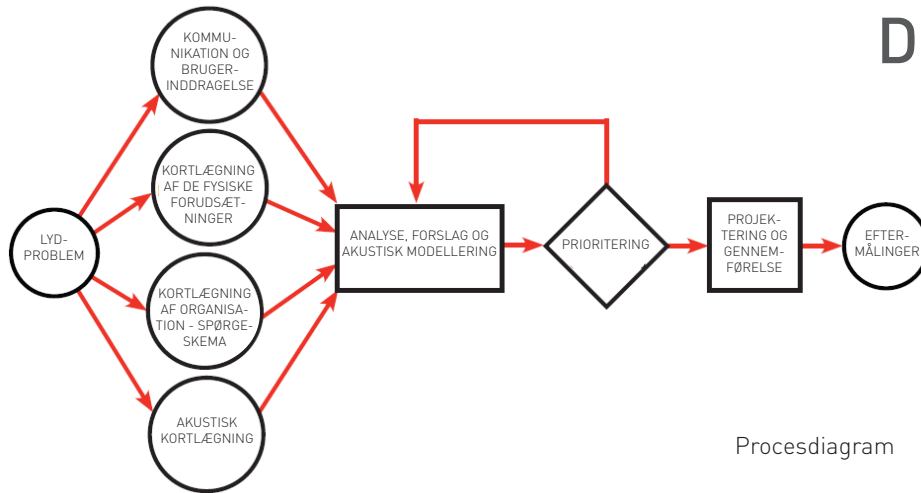 D
KOMMU-
NIKATION OG
BRUGER-
INDDRAGELSE
KORTLÆGNING
AF DE FYSISKE
FORUDSÆT-
NINGER
LYD-
PROBLEM
KORTLÆGNING
AF ORGANISA-
TION - SPØRGE-
SKEMA
AKUSTISK
KORTLÆGNING
ANALYSE, FORSLAG OG
AKUSTISK MODELLERING
PRIORITERING
PROJEK-
TERING OG
GENNEM-
FØRELSE
EFTER-
MÅLINGER
Procesdiagram